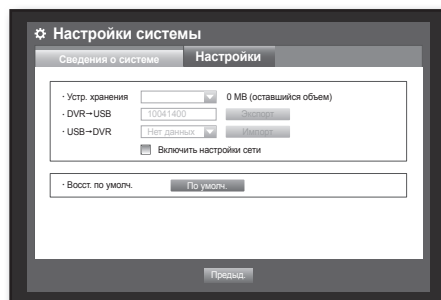 Настройки системы
Сведения о системе Настройки
· Устр. хранения 0 МВ (оставшийся объем)
· DVR→USB 10041400 Экспорт
· USB→DVR Нет данных Импорт
Включить настройки сети
· Восст. по умолч. По умолч.
Предыд.